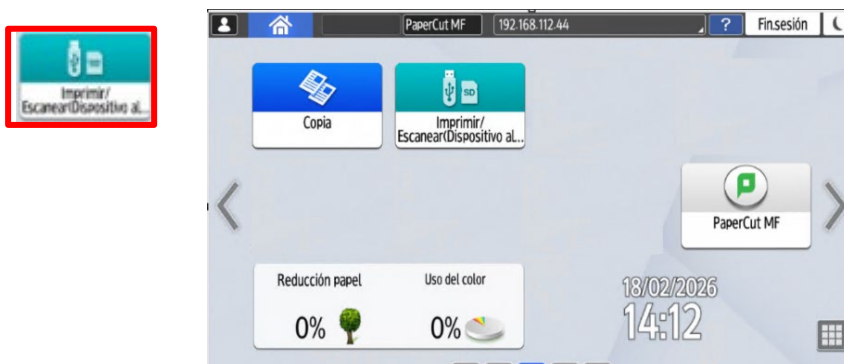 Imprimir/
Escanear(Dispositivo al...
PaperCut MF
192.168.112.44
?
Fin.sesión
Copia
Imprimir/
Escanear(Dispositivo al...
SD
PaperCut MF
Reducción papel
Uso del color
0%
0%
18/02/2026
14:12